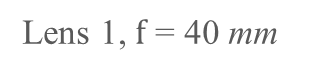 Lens 1, f = 40 mm